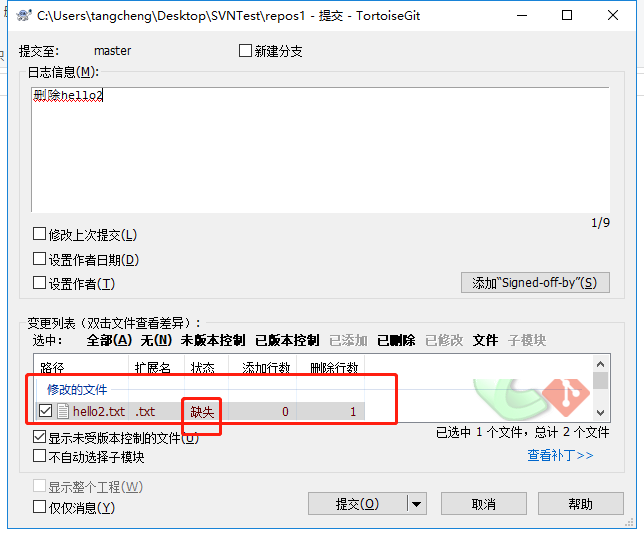 C:\Users\tangcheng\Desktop\SVNTest\repos1 - 提交 - TortoiseGit
提交至: master 新建分支
日志信息(M):
删除hello2
1/9
修改上次提交(L)
设置作者日期(D)
设置作者(T)
添加“Signed-off-by”(S)
变更列表（双击文件查看差异）:
选中: 全部(A) 无(N) 未版本控制 已版本控制 已添加 已删除 已修改 文件 子模块
路径 扩展名 状态 添加行数 删除行数
修改的文件
hello2.txt .txt 缺失 0 1
显示未受版本控制的文件(U)
已选中 1 个文件，总计 2 个文件
不自动选择子模块
查看补丁>>
显示整个工程(W)
仅仅消息(Y)
提交(O) 取消 帮助